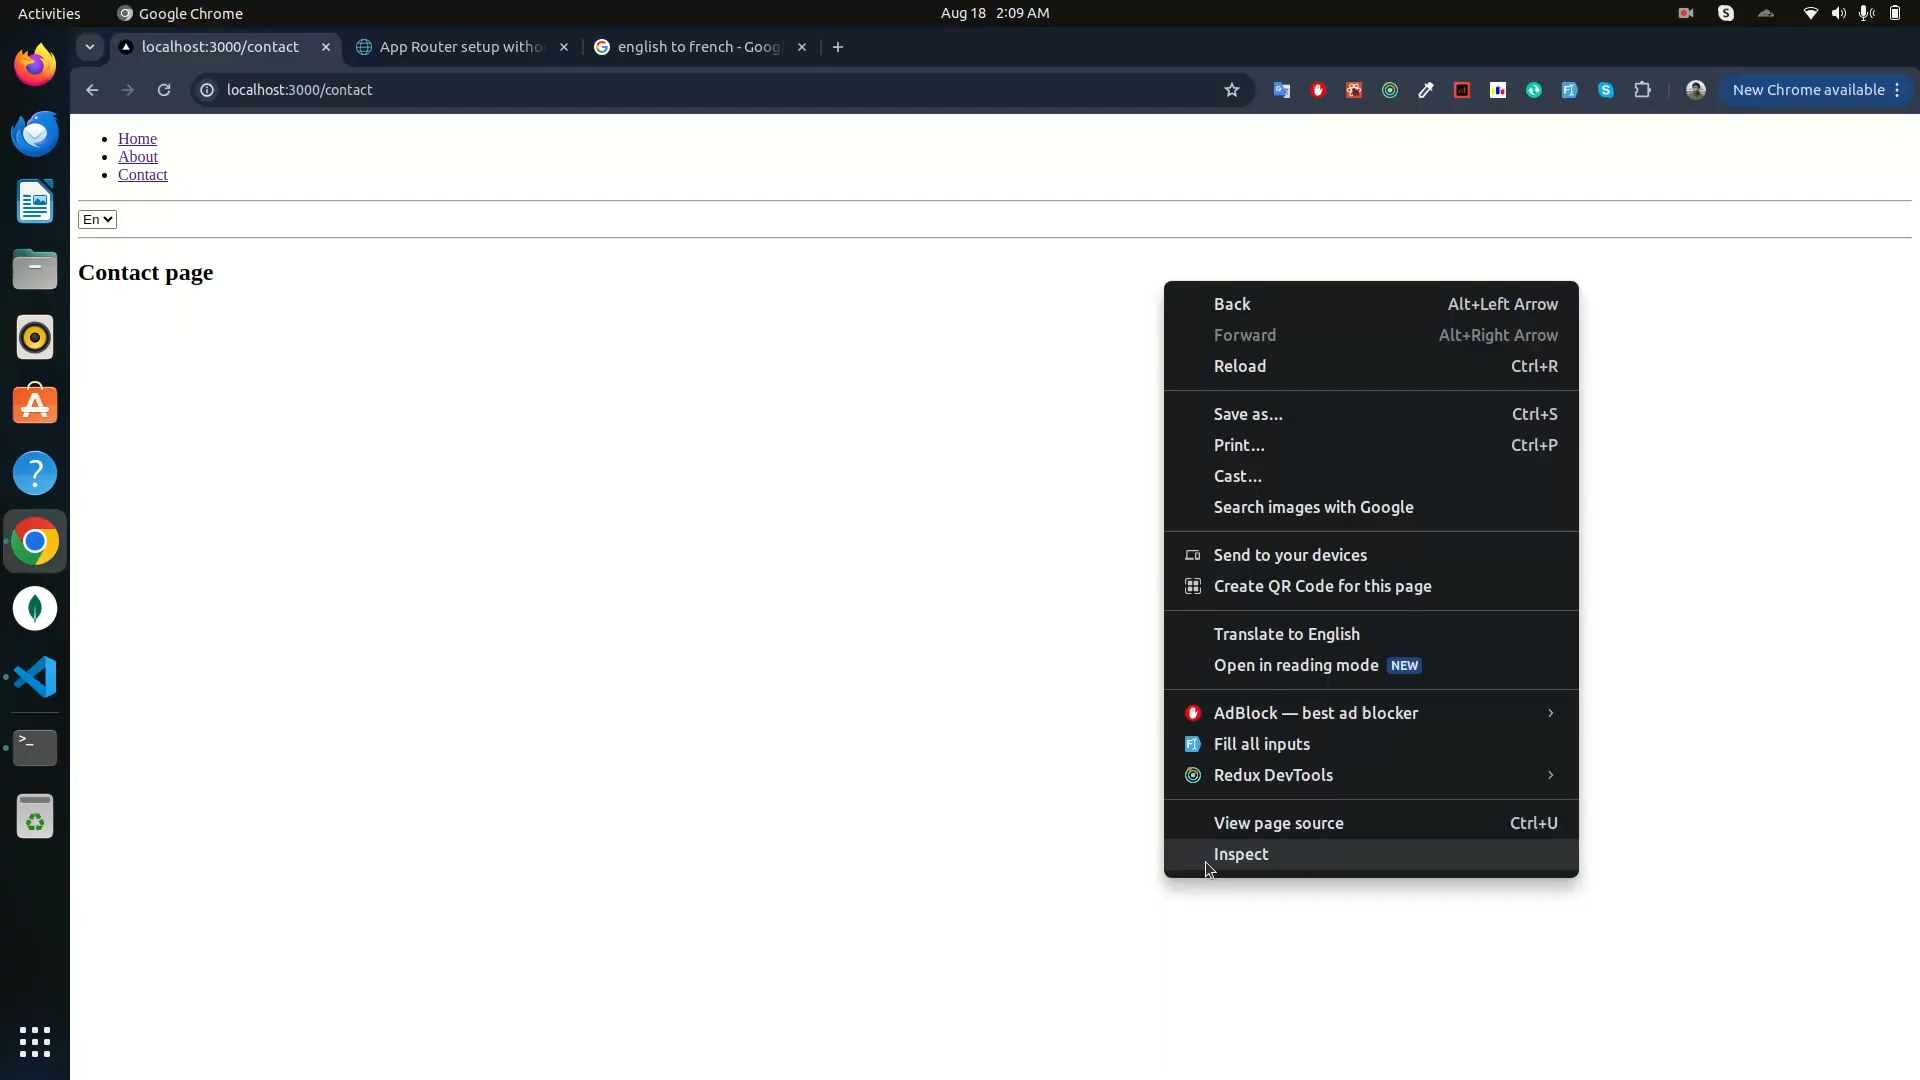 Activities
Google Chrome
Aug 18 2:09 AM
localhost:3000/contact
App Router setup witho
english to french - Goog
localhost:3000/contact
New Chrome available
Home
About
Contact
En
Contact page
Back Alt+Left Arrow
Forward Alt+Right Arrow
Reload Ctrl+R
Save as... Ctrl+S
Print... Ctrl+P
Cast...
Search images with Google
Send to your devices
Create QR Code for this page
Translate to English
Open in reading mode NEW
AdBlock — best ad blocker
Fill all inputs
Redux DevTools
View page source Ctrl+U
Inspect